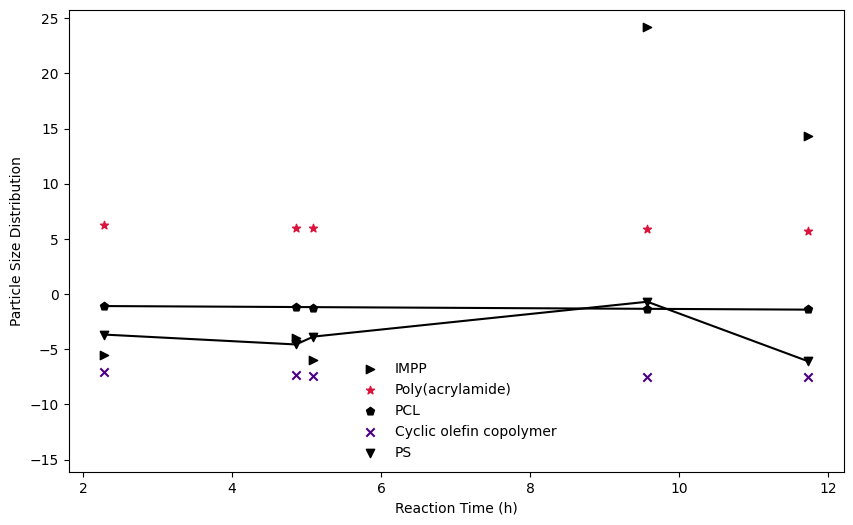 25
20
15
10
5
0
−5
−10
−15
Particle Size Distribution
IMPP
Poly(acrylamide)
PCL
Cyclic olefin copolymer
PS
2 4 6 8 10 12
Reaction Time (h)